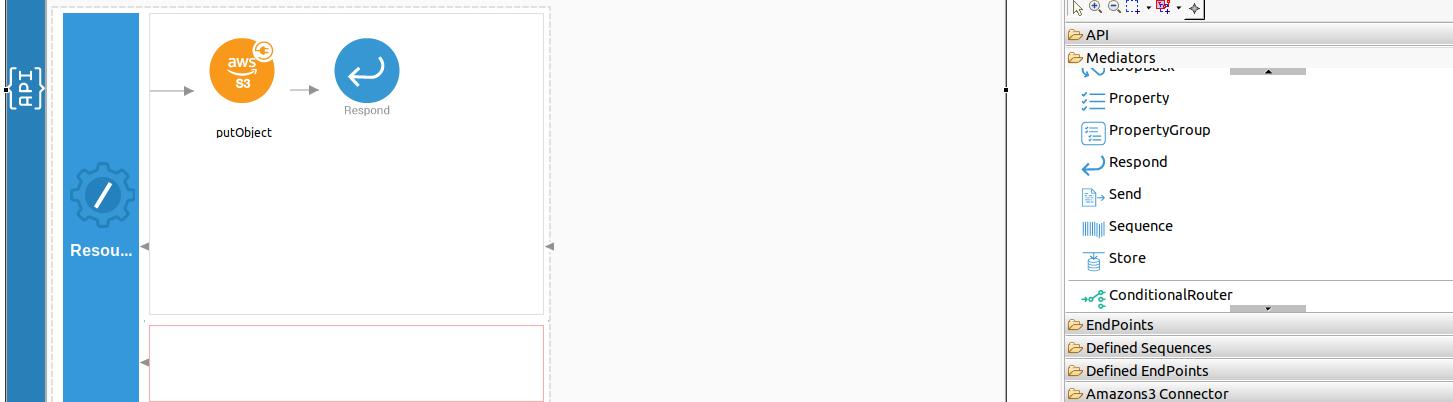 {API}
aws
S3
putObject
Respond
Resou...
API
Mediators
LoopBack
Property
PropertyGroup
Respond
Send
Sequence
Store
ConditionalRouter
EndPoints
Defined Sequences
Defined EndPoints
Amazons3 Connector